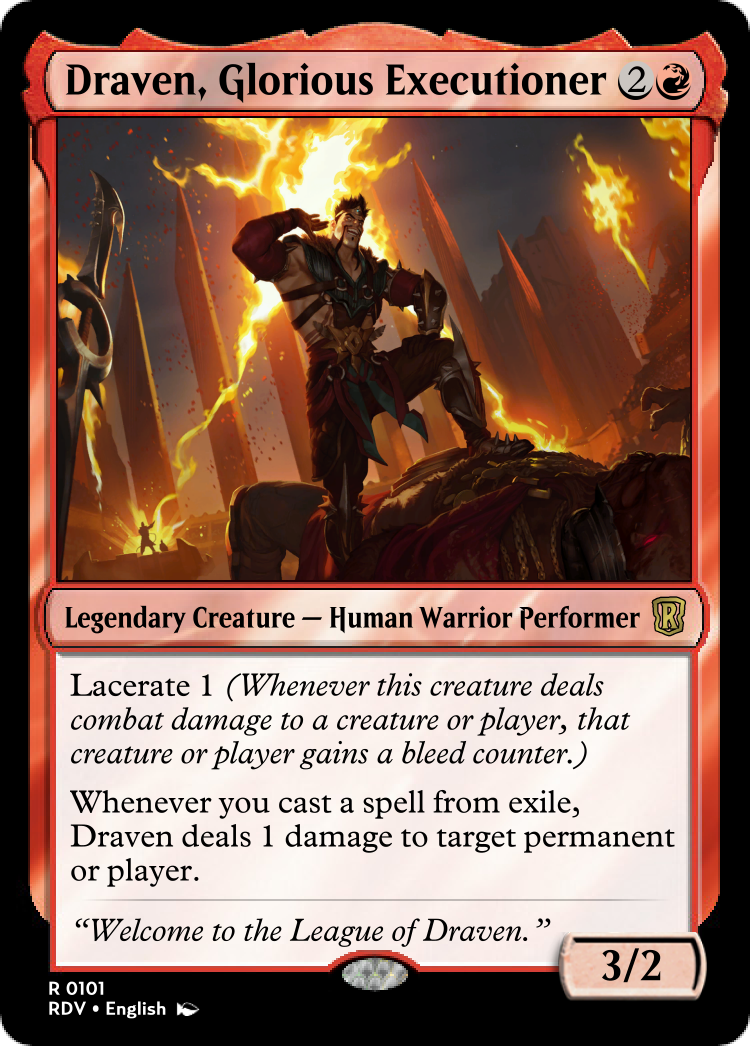 Draven, Glorious Executioner 2
Legendary Creature — Human Warrior Performer R
Lacerate 1 (Whenever this creature deals
combat damage to a creature or player, that
creature or player gains a bleed counter.)
Whenever you cast a spell from exile,
Draven deals 1 damage to target permanent
or player.
“Welcome to the League of Draven.”
3/2
R 0101
RDV • English